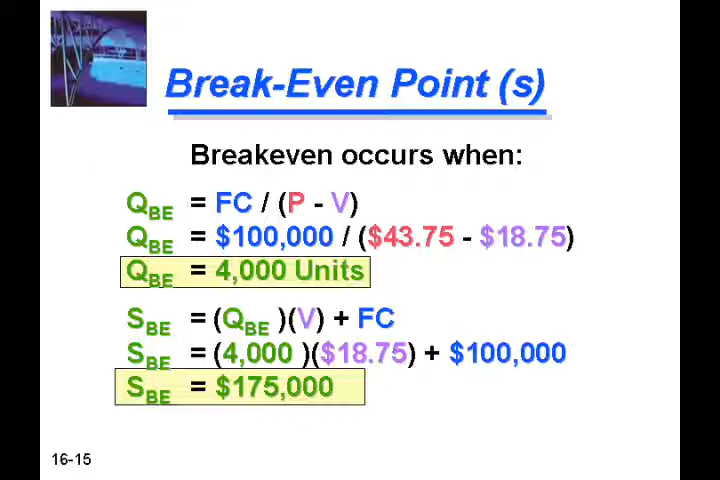 Break-Even Point (s)
Breakeven occurs when:
QBE = FC / (P - V)
QBE = $100,000 / ($43.75 - $18.75)
QBE = 4,000 Units
SBE = (QBE )(V) + FC
SBE = (4,000 )($18.75) + $100,000
SBE = $175,000
16-15